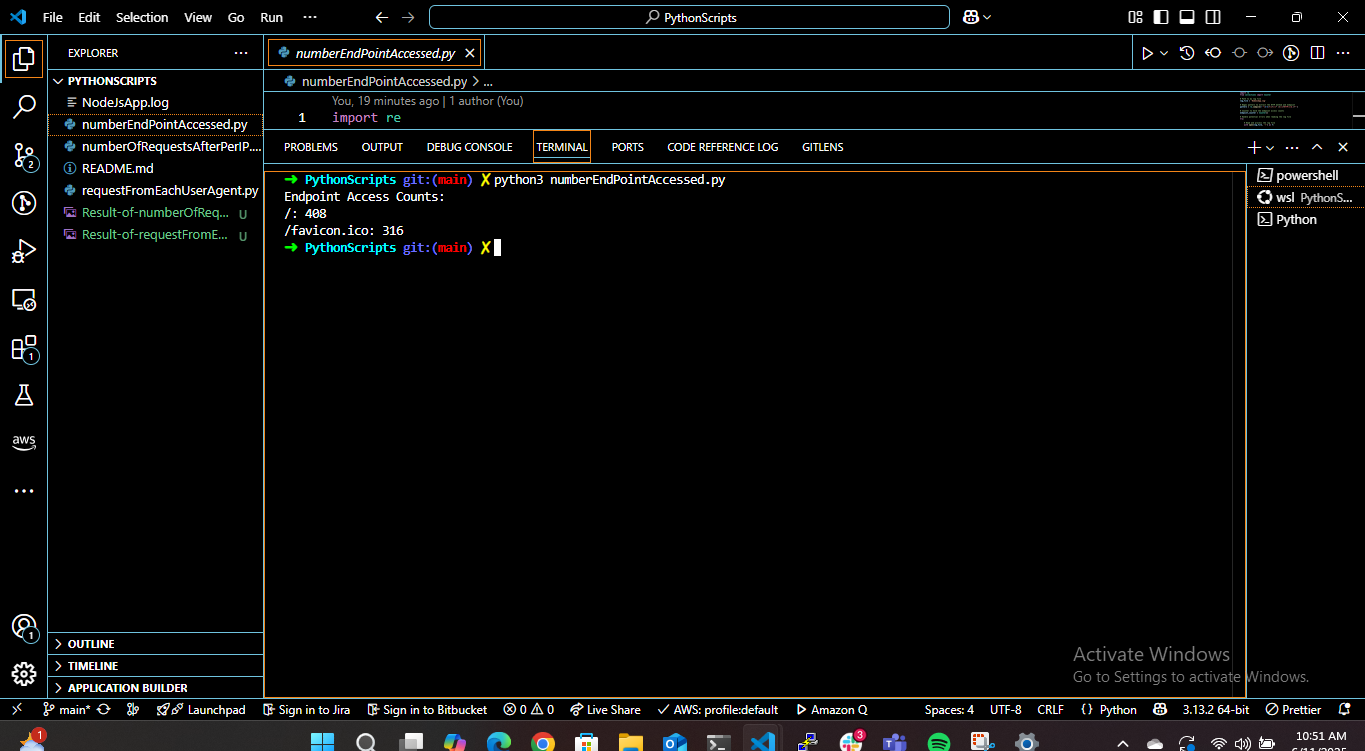 File Edit Selection View Go Run ··· PythonScripts
EXPLORER ···
PYTHONSCRIPTS
NodeJsApp.log
numberEndPointAccessed.py
numberOfRequestsAfterPerIP....
README.md
requestFromEachUserAgent.py
Result-of-numberOfReq... U
Result-of-requestFromE... U
OUTLINE
TIMELINE
APPLICATION BUILDER
2
1
aws
1
numberEndPointAccessed.py
numberEndPointAccessed.py > ...
You, 19 minutes ago | 1 author (You)
1 import re
PROBLEMS OUTPUT DEBUG CONSOLE TERMINAL PORTS CODE REFERENCE LOG GITLENS
→ PythonScripts git:(main) ✗ python3 numberEndPointAccessed.py
Endpoint Access Counts:
/: 408
/favicon.ico: 316
→ PythonScripts git:(main) ✗
powershell
wsl PythonS...
Python
Activate Windows
Go to Settings to activate Windows.
main* Launchpad Sign in to Jira Sign in to Bitbucket 0 0 Live Share AWS: profile:default Amazon Q Spaces: 4 UTF-8 CRLF {} Python 3.13.2 64-bit Prettier
1
3
10:51 AM